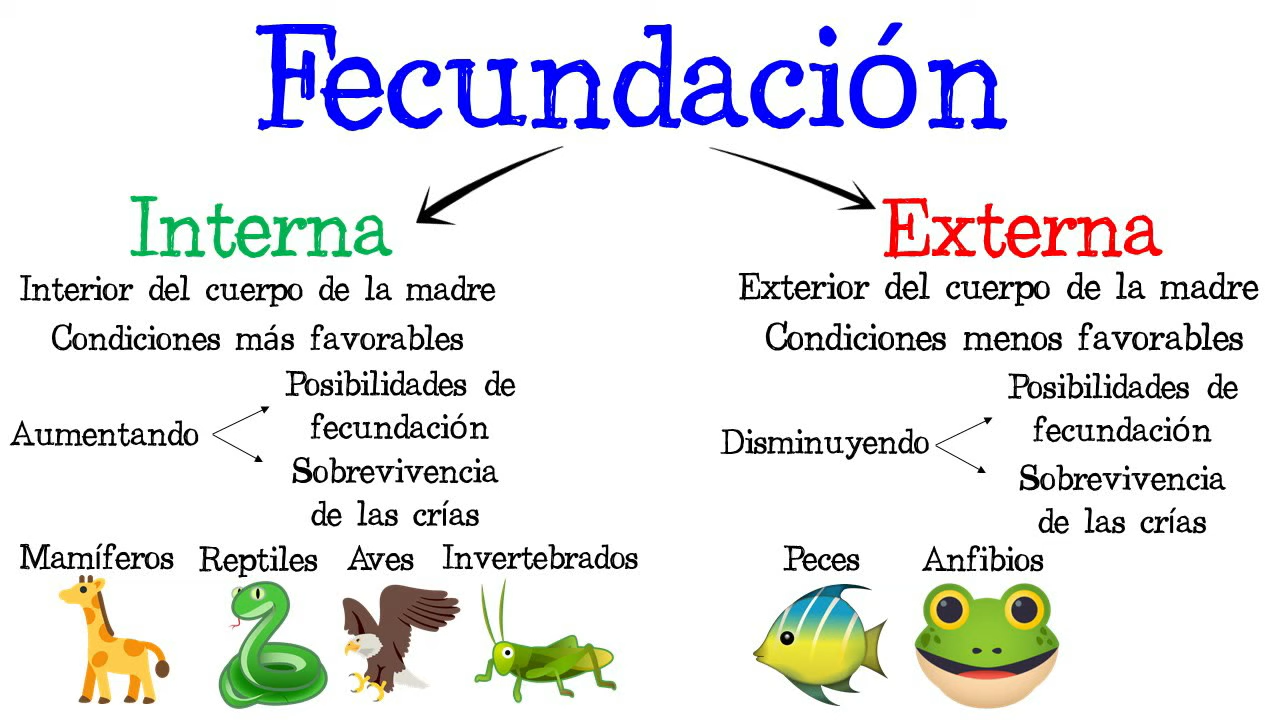 Fecundación
Interna
Interior del cuerpo de la madre
Condiciones más favorables
Aumentando
Posibilidades de
fecundación
Sobrevivencia
de las crías
Mamíferos
Reptiles
Aves
Invertebrados
Externa
Exterior del cuerpo de la madre
Condiciones menos favorables
Disminuyendo
Posibilidades de
fecundación
Sobrevivencia
de las crías
Peces
Anfibios